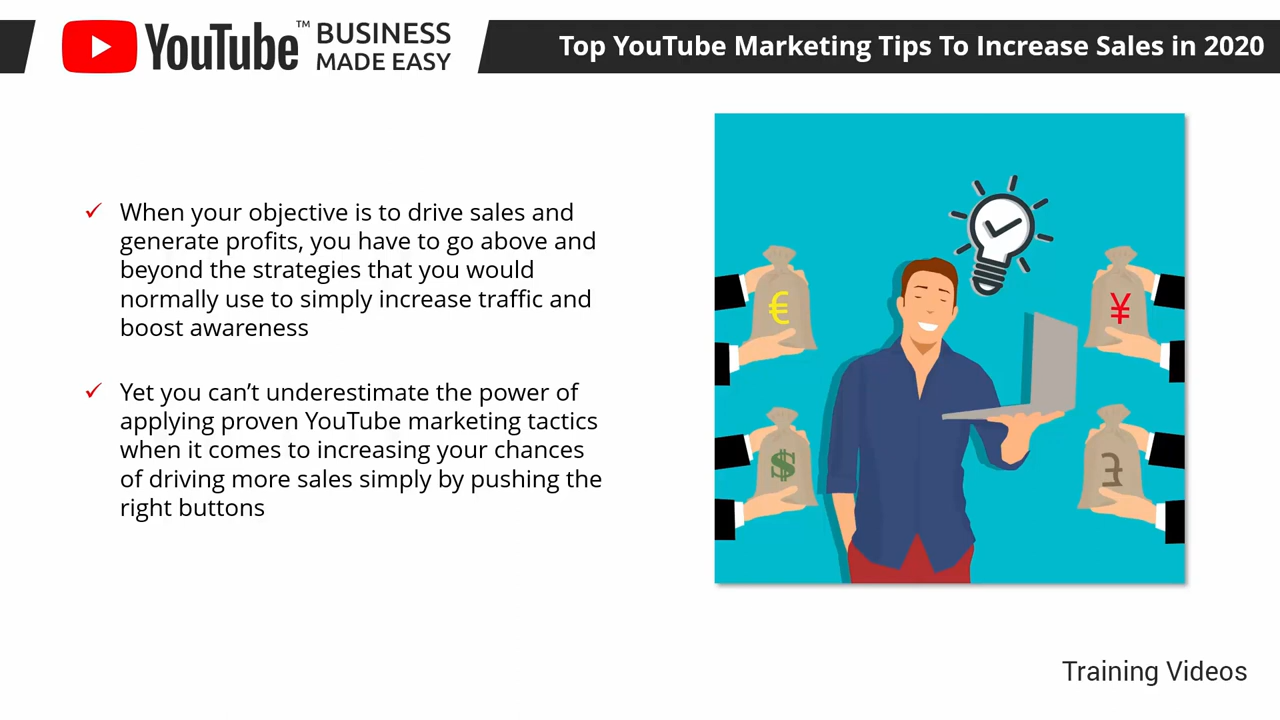 YouTube™ BUSINESS
MADE EASY
Top YouTube Marketing Tips To Increase Sales in 2020
✓ When your objective is to drive sales and
generate profits, you have to go above and
beyond the strategies that you would
normally use to simply increase traffic and
boost awareness
✓ Yet you can’t underestimate the power of
applying proven YouTube marketing tactics
when it comes to increasing your chances
of driving more sales simply by pushing the
right buttons
€
¥
$
£
Training Videos